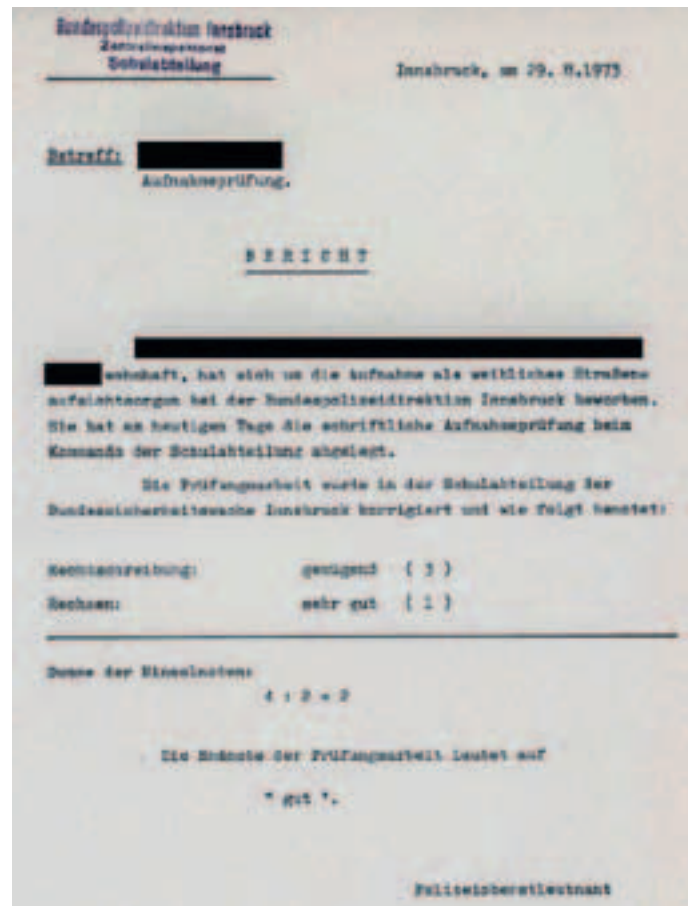 Bundespolizeidirektion Innsbruck
Zentralinspektorat
Schulabteilung
Innsbruck, am 29. 8.1973
Betreff:
Aufnahmeprüfung.
B E R I C H T
wohnhaft, hat sich um die Aufnahme als weibliches Straßen-
aufsichtsorgan bei der Bundespolizeidirektion Innsbruck beworben.
Sie hat am heutigen Tage die schriftliche Aufnahmeprüfung beim
Kommando der Schulabteilung abgelegt.
Die Prüfungsarbeit wurde in der Schulabteilung der
Bundessicherheitswache Innsbruck korrigiert und wie folgt benotet:
Rechtschreibung: genügend ( 3 )
Rechnen: sehr gut ( 1 )
Summe der Einzelnoten:
4 : 2 = 2
Die Endnote der Prüfungsarbeit lautet auf
" gut ".
Polizeioberstleutnant